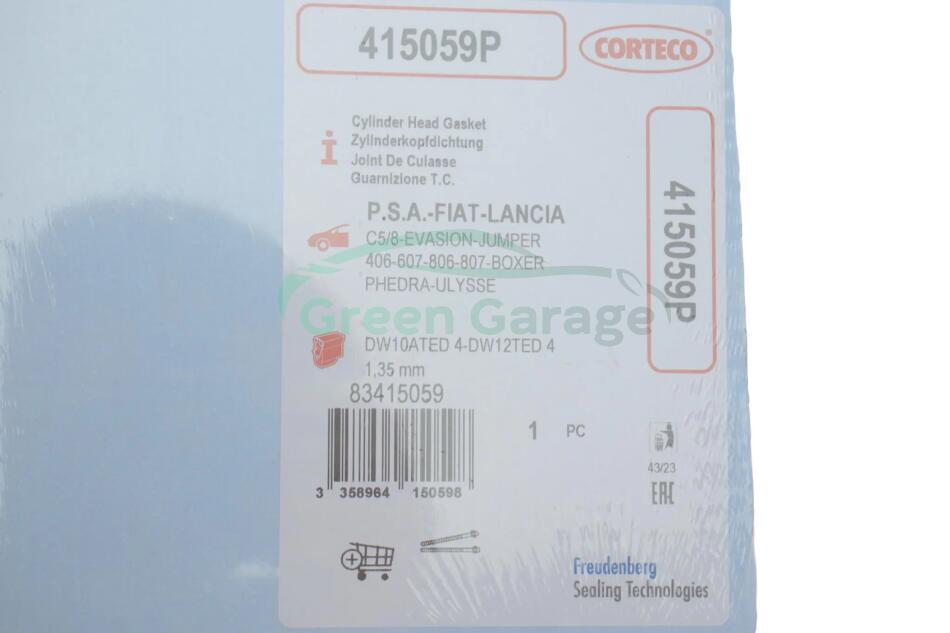 415059P
CORTECO
Cylinder Head Gasket
Zylinderkopfdichtung
Joint De Culasse
Guarnizione T.C.
P.S.A.-FIAT-LANCIA
C5/8-EVASION-JUMPER
406-607-806-807-BOXER
PHEDRA-ULYSSE
Green Garage
DW10ATED 4-DW12TED 4
1,35 mm
83415059
415059P
1 PC
3 358964 150598
43/23
EAC
Freudenberg
Sealing Technologies